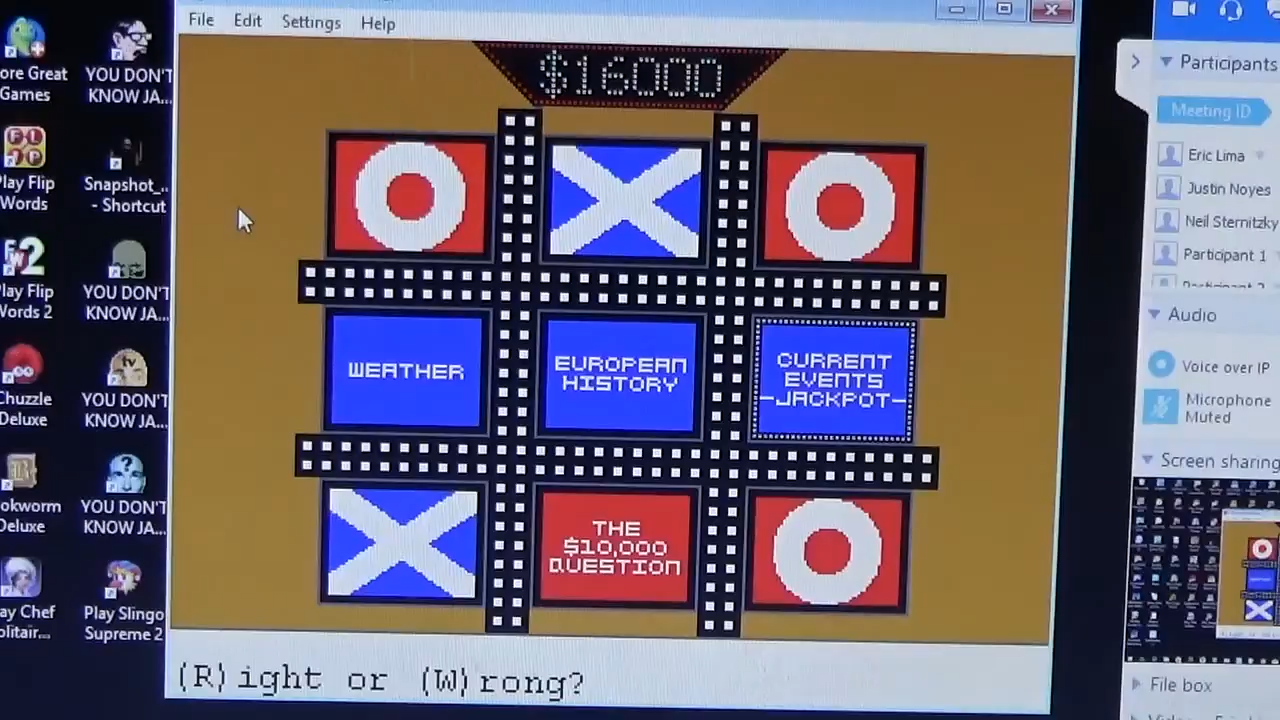 File Edit Settings Help
$16000
WEATHER
EUROPEAN
HISTORY
CURRENT
EVENTS
-JACKPOT-
THE
$10,000
QUESTION
(R)ight or (W)rong?
ore Great
Games
YOU DON'T
KNOW JA...
Play Flip
Words
Snapshot_...
- Shortcut
Play Flip
Words 2
YOU DON'T
KNOW JA...
Chuzzle
Deluxe
YOU DON'T
KNOW JA...
okworm
Deluxe
YOU DON'T
KNOW JA...
ay Chef
olitair...
Play Slingo
Supreme 2
Participants
Meeting ID
Eric Lima
Justin Noyes
Neil Sternitzky
Participant 1
Audio
Voice over IP
Microphone
Muted
Screen sharing
File box